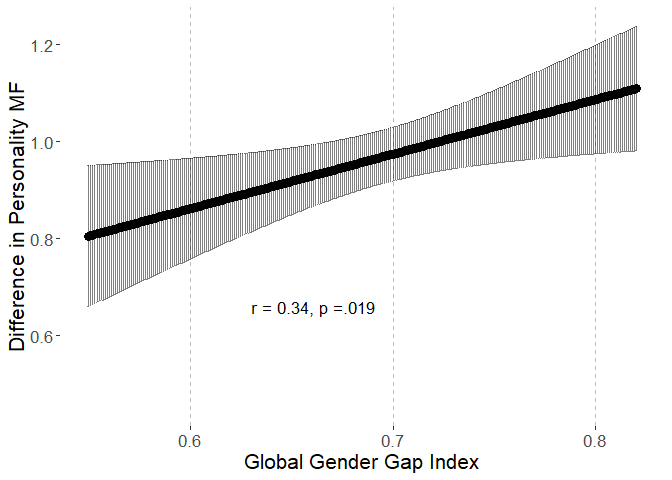 Difference in Personality MF
1.2
1.0
0.8
0.6
r = 0.34, p =.019
0.6 0.7 0.8
Global Gender Gap Index